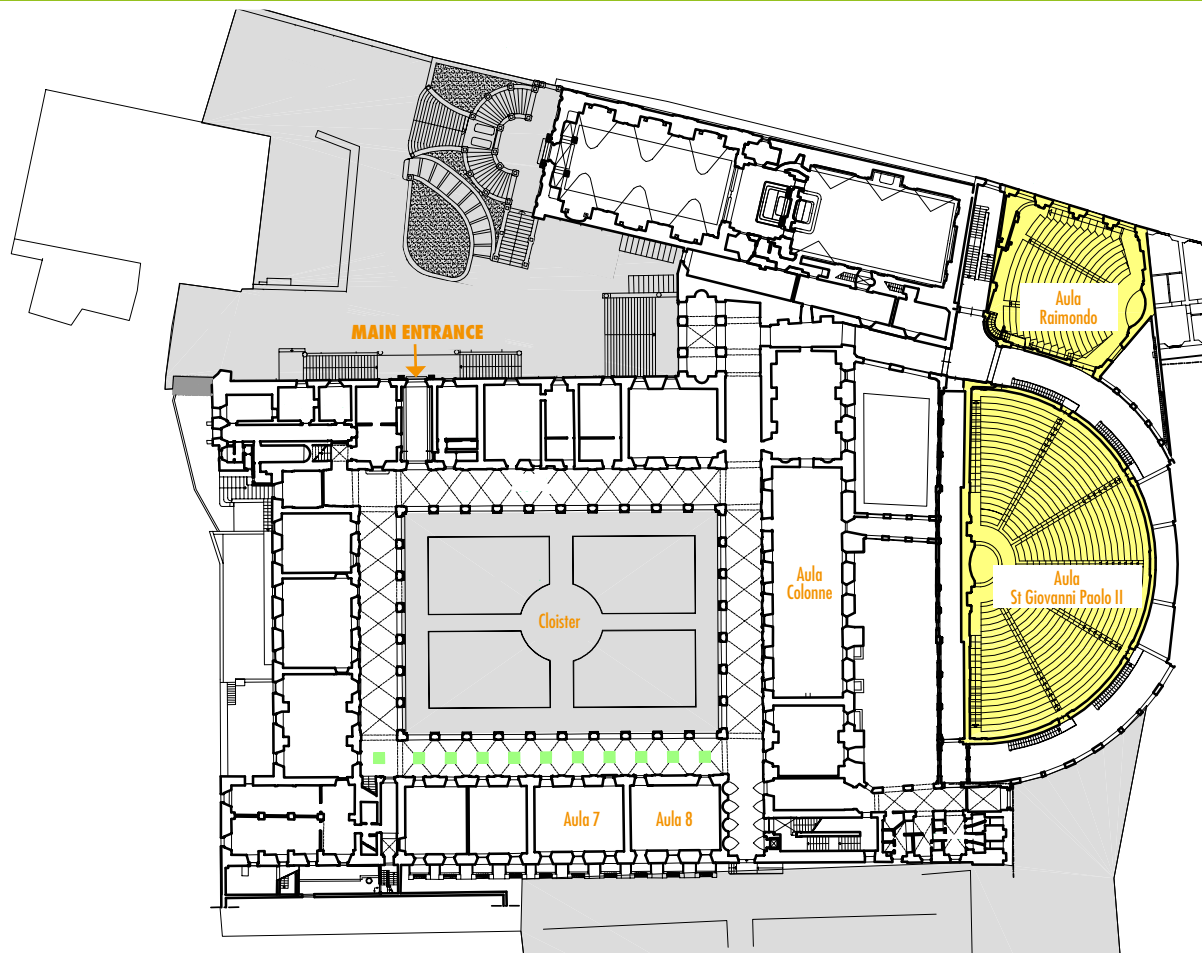 MAIN ENTRANCE
Aula
Raimondo
Aula
St Giovanni Paolo II
Aula
Colonne
Cloister
Aula 7
Aula 8